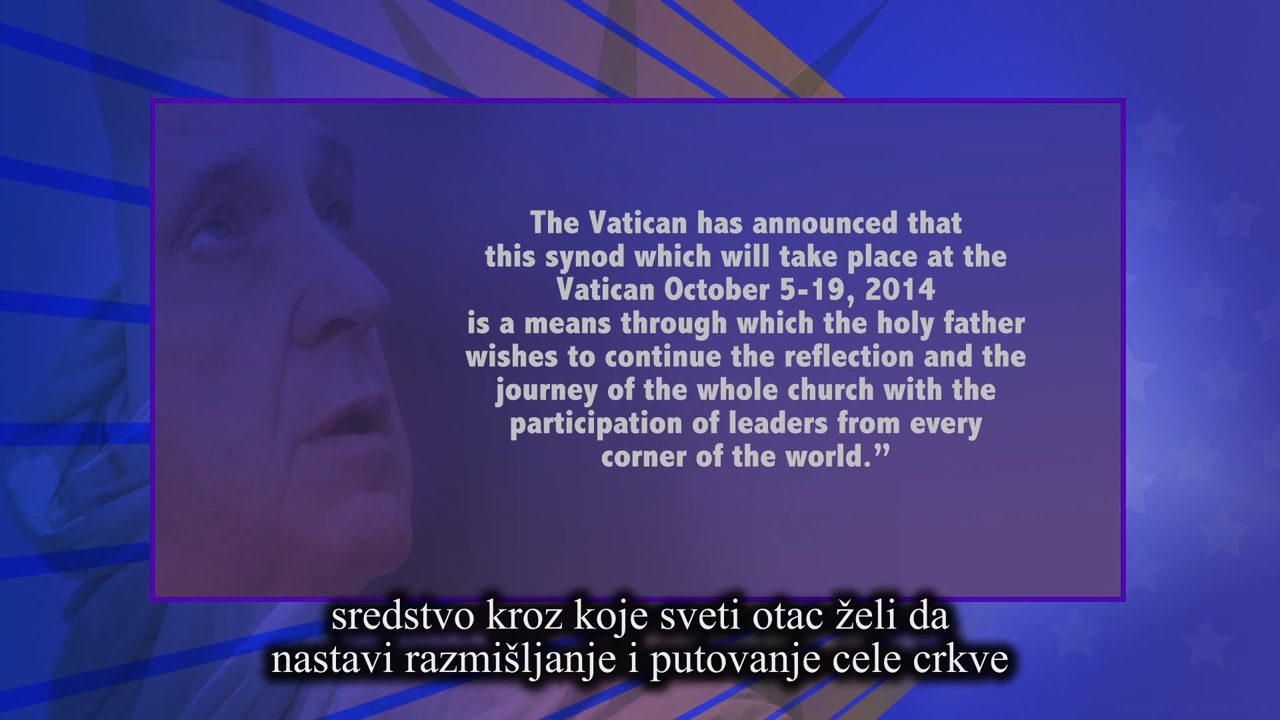 The Vatican has announced that
this synod which will take place at the
Vatican October 5-19, 2014
is a means through which the holy father
wishes to continue the reflection and the
journey of the whole church with the
participation of leaders from every
corner of the world.”
sredstvo kroz koje sveti otac želi da
nastavi razmišljanje i putovanje cele crkve